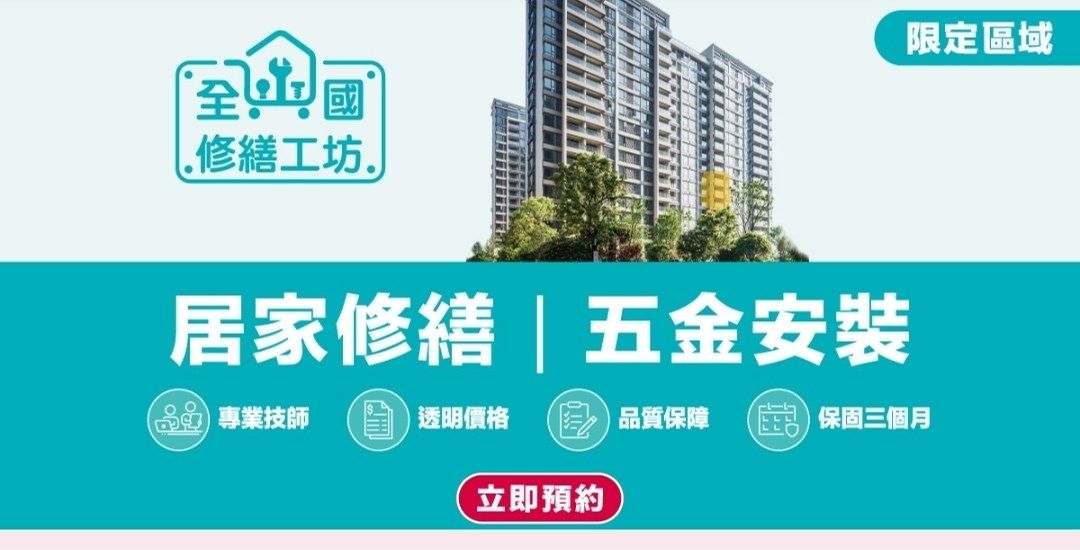 限定區域
全國
修繕工坊
居家修繕｜五金安裝
專業技師
透明價格
品質保障
保固三個月
立即預約